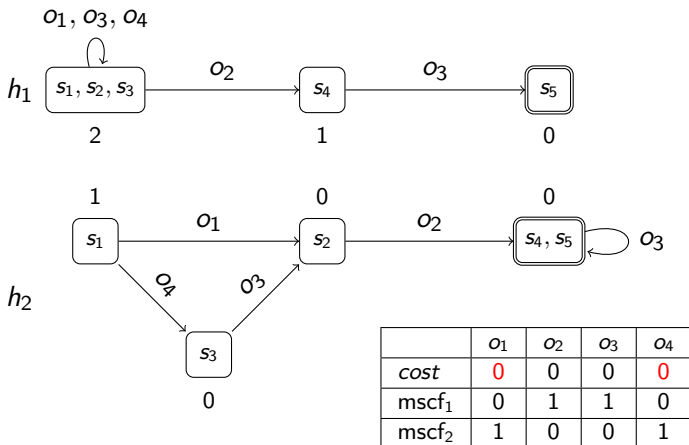 o₁, o₃, o₄
h₁ s₁, s₂, s₃ o₂ s₄ o₃ s₅
2 1 0
1 0 0
s₁ o₁ s₂ o₂ s₄, s₅ o₃
h₂ o₄ o₃
s₃
0
o₁ o₂ o₃ o₄
cost 0 0 0 0
mscf₁ 0 1 1 0
mscf₂ 1 0 0 1